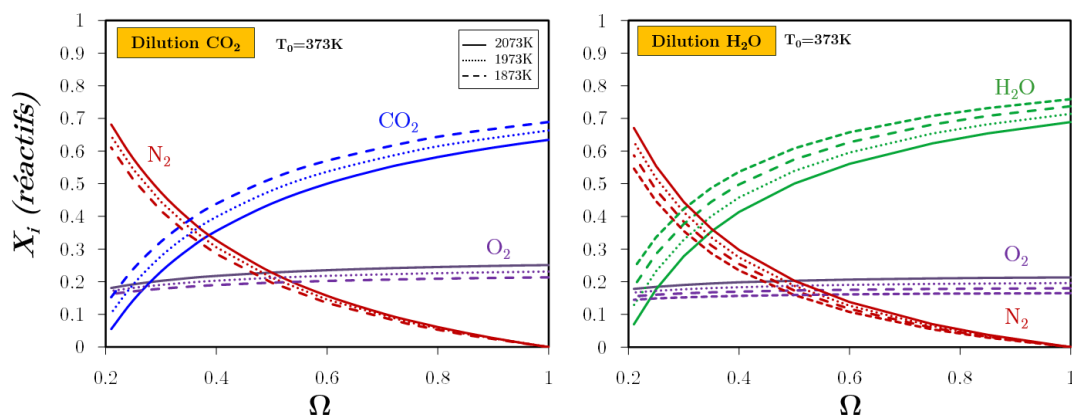 X_i (réactifs)
1
0.9
0.8
0.7
0.6
0.5
0.4
0.3
0.2
0.1
0
0.2
0.4
0.6
0.8
1
Ω
Dilution CO₂
T₀=373K
2073K
1973K
1873K
N₂
CO₂
O₂
1
0.9
0.8
0.7
0.6
0.5
0.4
0.3
0.2
0.1
0
0.2
0.4
0.6
0.8
1
Ω
Dilution H₂O
T₀=373K
H₂O
O₂
N₂